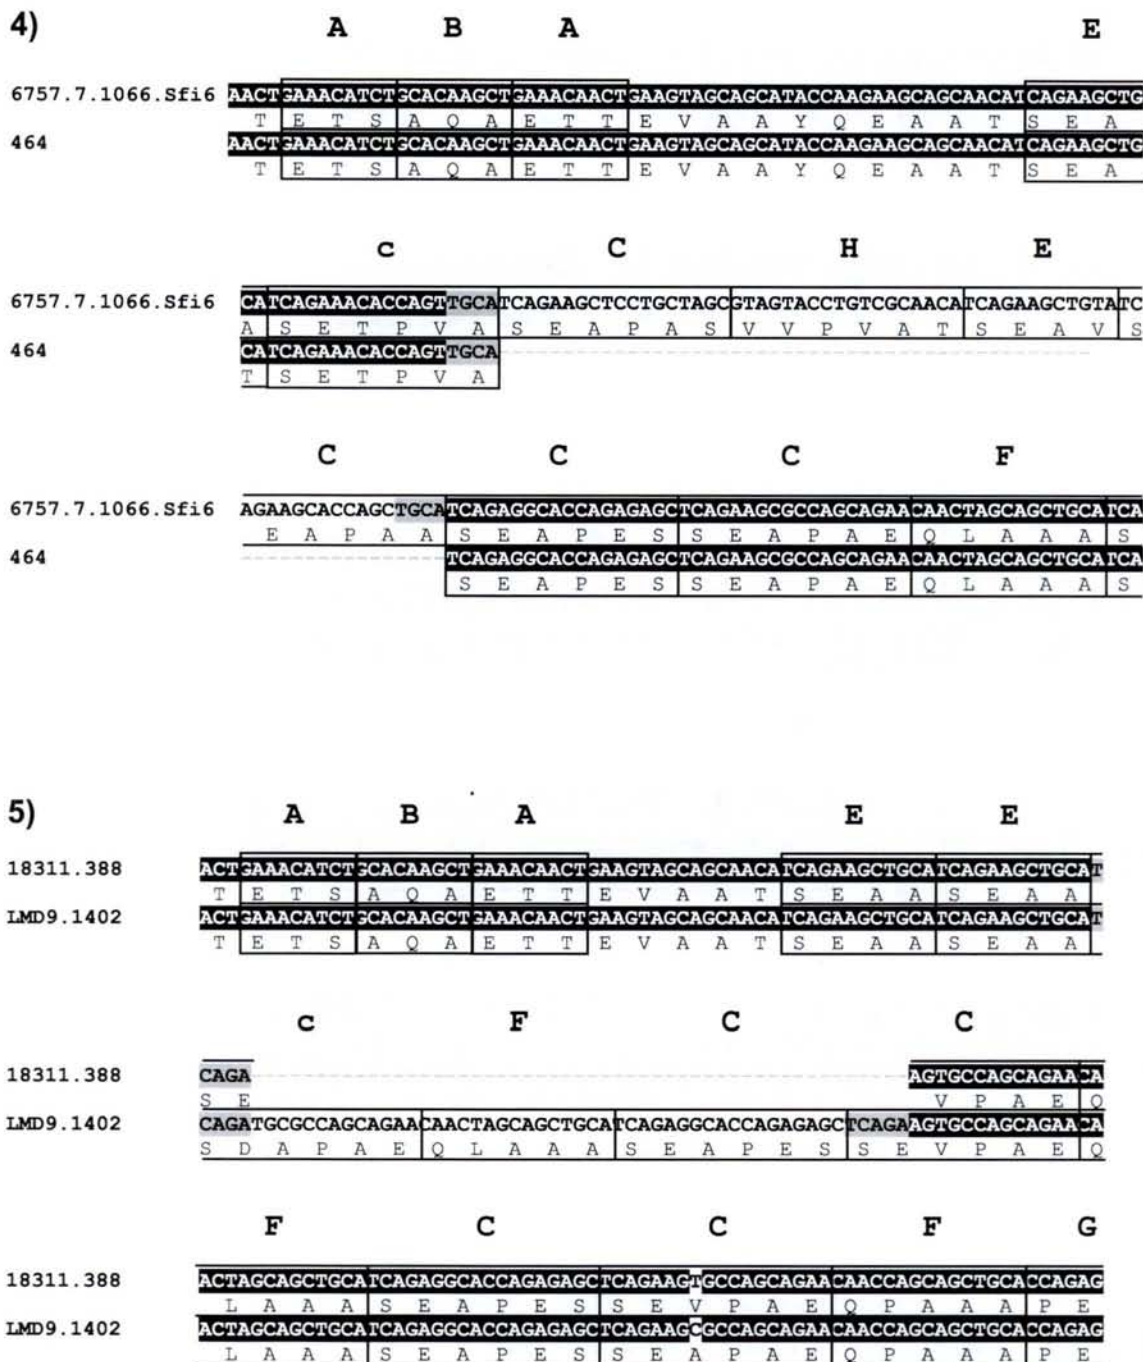 4)
A B A E
6757.7.1066.Sfi6 AACTGAAACATCTGCACAAGCTGAAACAACTGAAGTAGCAGCATACCAAGAAGCAGCAACATCAGAAGCTG
T E T S A Q A E T T E V A A Y Q E A A T S E A
464 AACTGAAACATCTGCACAAGCTGAAACAACTGAAGTAGCAGCATACCAAGAAGCAGCAACATCAGAAGCTG
T E T S A Q A E T T E V A A Y Q E A A T S E A
c C H E
6757.7.1066.Sfi6 CATCAGAAACACCAGTTGCATCAGAAGCTCCTGCTAGCGTAGTACCTGTCGCAACATCAGAAGCTGTATC
A S E T P V A S E A P A S V V P V A T S E A V S
464 CATCAGAAACACCAGTTGCA
T S E T P V A
C C C F
6757.7.1066.Sfi6 AGAAGCACCAGCTGCATCAGAGGCACCAGAGAGCTCAGAAGCGCCAGCAGAACAACTAGCAGCTGCATCA
E A P A A S E A P E S S E A P A E Q L A A A S
464 TCAGAGGCACCAGAGAGCTCAGAAGCGCCAGCAGAACAACTAGCAGCTGCATCA
S E A P E S S E A P A E Q L A A A S
5)
A B A E E
18311.388 ACTGAAACATCTGCACAAGCTGAAACAACTGAAGTAGCAGCAACATCAGAAGCTGCATCAGAAGCTGCAT
T E T S A Q A E T T E V A A T S E A A S E A A
LMD9.1402 ACTGAAACATCTGCACAAGCTGAAACAACTGAAGTAGCAGCAACATCAGAAGCTGCATCAGAAGCTGCAT
T E T S A Q A E T T E V A A T S E A A S E A A
c F C C
18311.388 CAGA AGTGCCAGCAGAACA
S E V P A E Q
LMD9.1402 CAGATGCGCCAGCAGAACAACTAGCAGCTGCATCAGAGGCACCAGAGAGCTCAGAAGTGCCAGCAGAACA
S D A P A E Q L A A A S E A P E S S E V P A E Q
F C C F G
18311.388 ACTAGCAGCTGCATCAGAGGCACCAGAGAGCTCAGAAGTGCCAGCAGAACAACCAGCAGCTGCACCAGAG
L A A A S E A P E S S E V P A E Q P A A A P E
LMD9.1402 ACTAGCAGCTGCATCAGAGGCACCAGAGAGCTCAGAAGCGCCAGCAGAACAACCAGCAGCTGCACCAGAG
L A A A S E A P E S S E A P A E Q P A A A P E